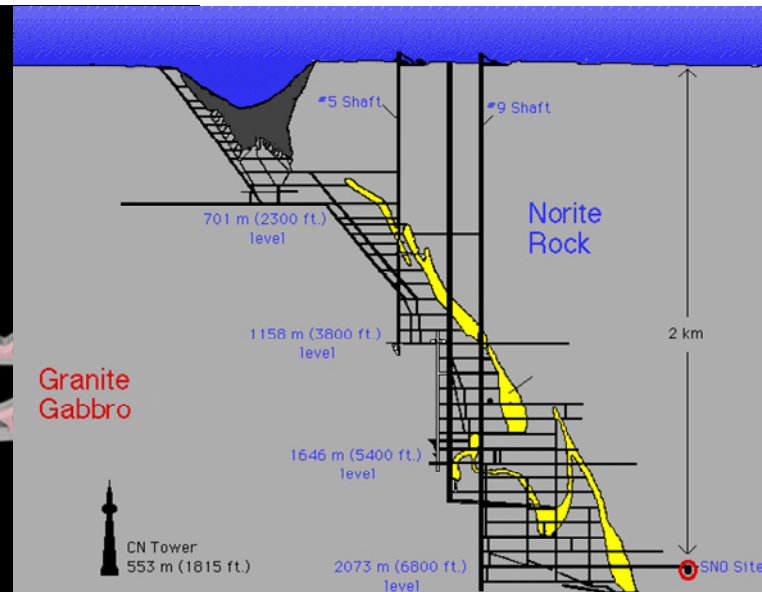 #5 Shaft
#9 Shaft
701 m (2300 ft.)
level
Norite
Rock
1158 m (3800 ft.)
level
2 km
Granite
Gabbro
1646 m (5400 ft.)
level
CN Tower
553 m (1815 ft.)
2073 m (6800 ft.)
level
SNO Site